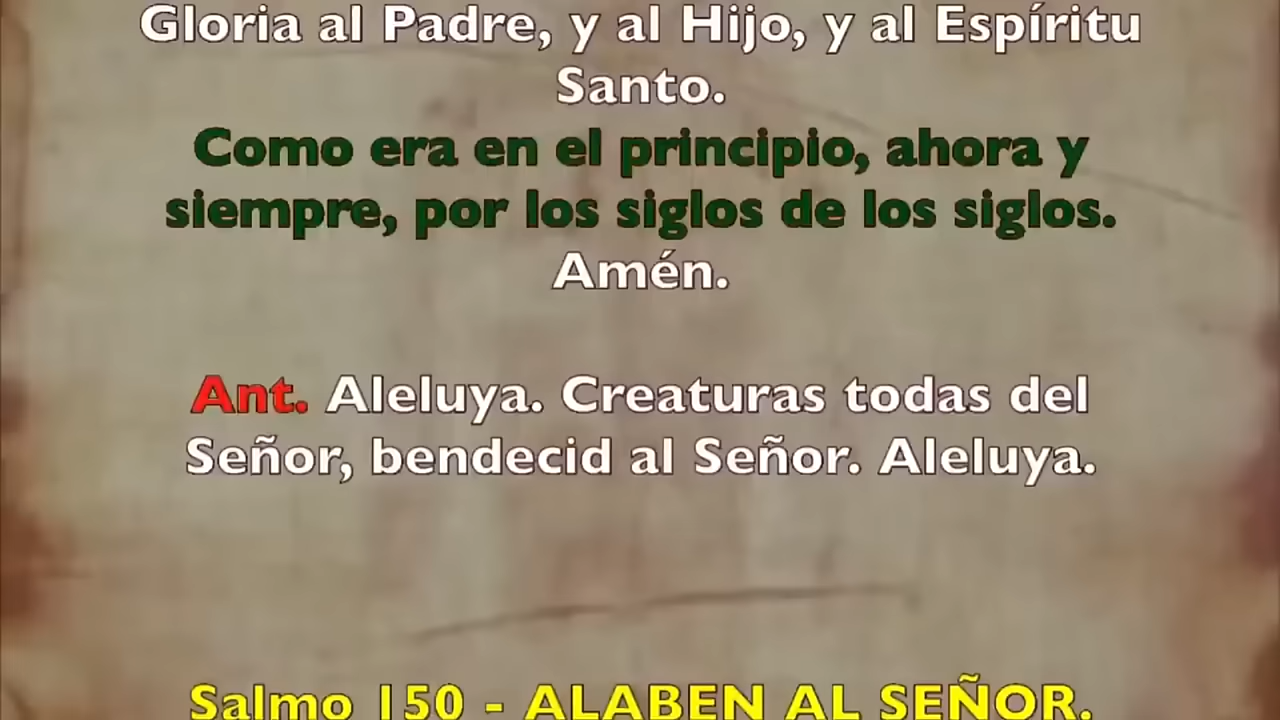 Gloria al Padre, y al Hijo, y al Espíritu
Santo.
Como era en el principio, ahora y
siempre, por los siglos de los siglos.
Amén.
Ant. Aleluya. Creaturas todas del
Señor, bendecid al Señor. Aleluya.
Salmo 150 - ALABEN AL SEÑOR.